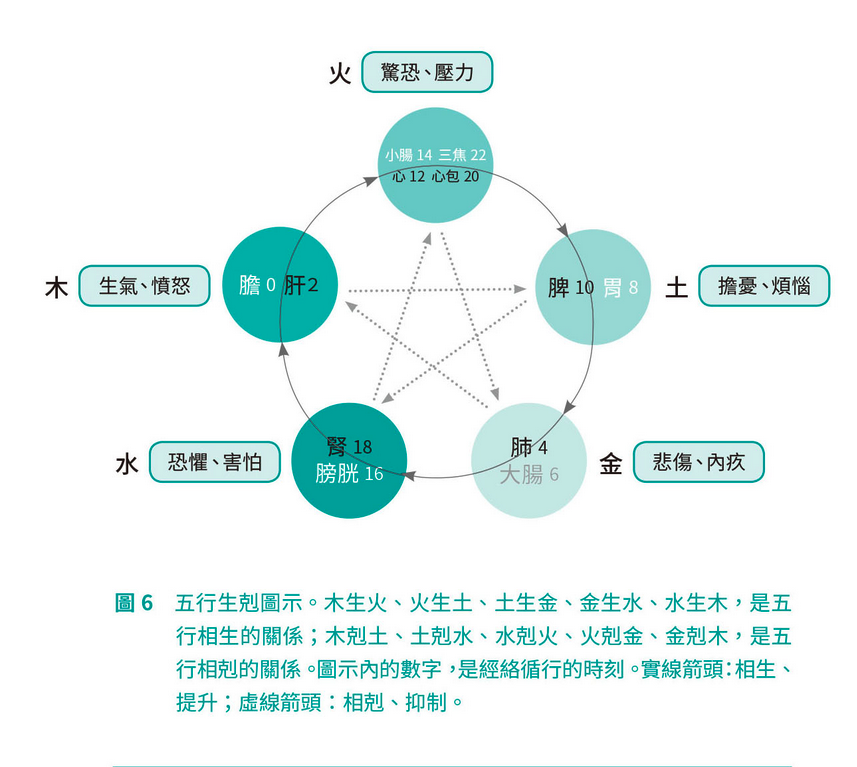 火
驚恐、壓力
小腸 14 三焦 22
心 12 心包 20
木
生氣、憤怒
膽 0 肝 2
脾 10 胃 8
土
擔憂、煩惱
水
恐懼、害怕
腎 18
膀胱 16
肺 4
大腸 6
金
悲傷、內疚
圖 6 五行生剋圖示。木生火、火生土、土生金、金生水、水生木，是五
行相生的關係；木剋土、土剋水、水剋火、火剋金、金剋木，是五
行相剋的關係。圖示內的數字，是經絡循行的時刻。實線箭頭：相生、
提升；虛線箭頭：相剋、抑制。